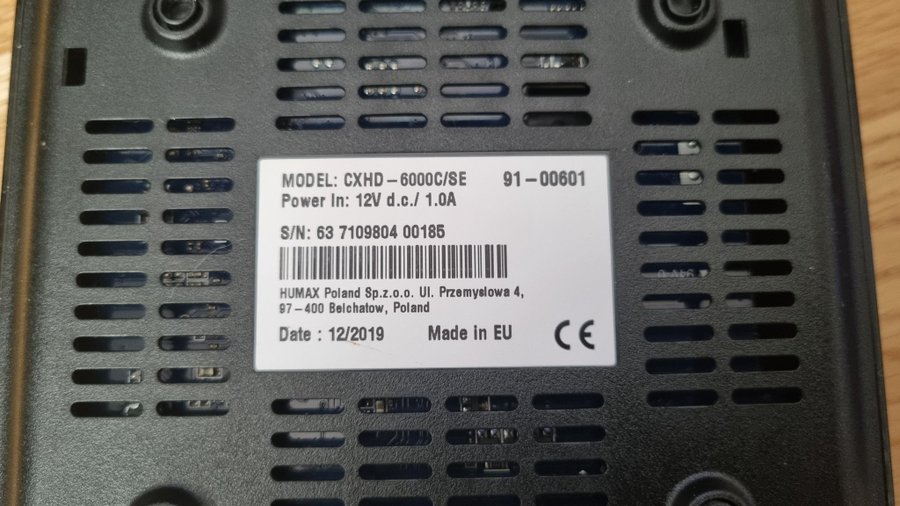 MODEL: CXHD-6000C/SE 91-00601
Power In: 12V d.c./ 1.0A
S/N: 63 7109804 00185
HUMAX Poland Sp.z.o.o. Ul. Przemyslowa 4,
97-400 Belchatow, Poland
Date : 12/2019 Made in EU CE